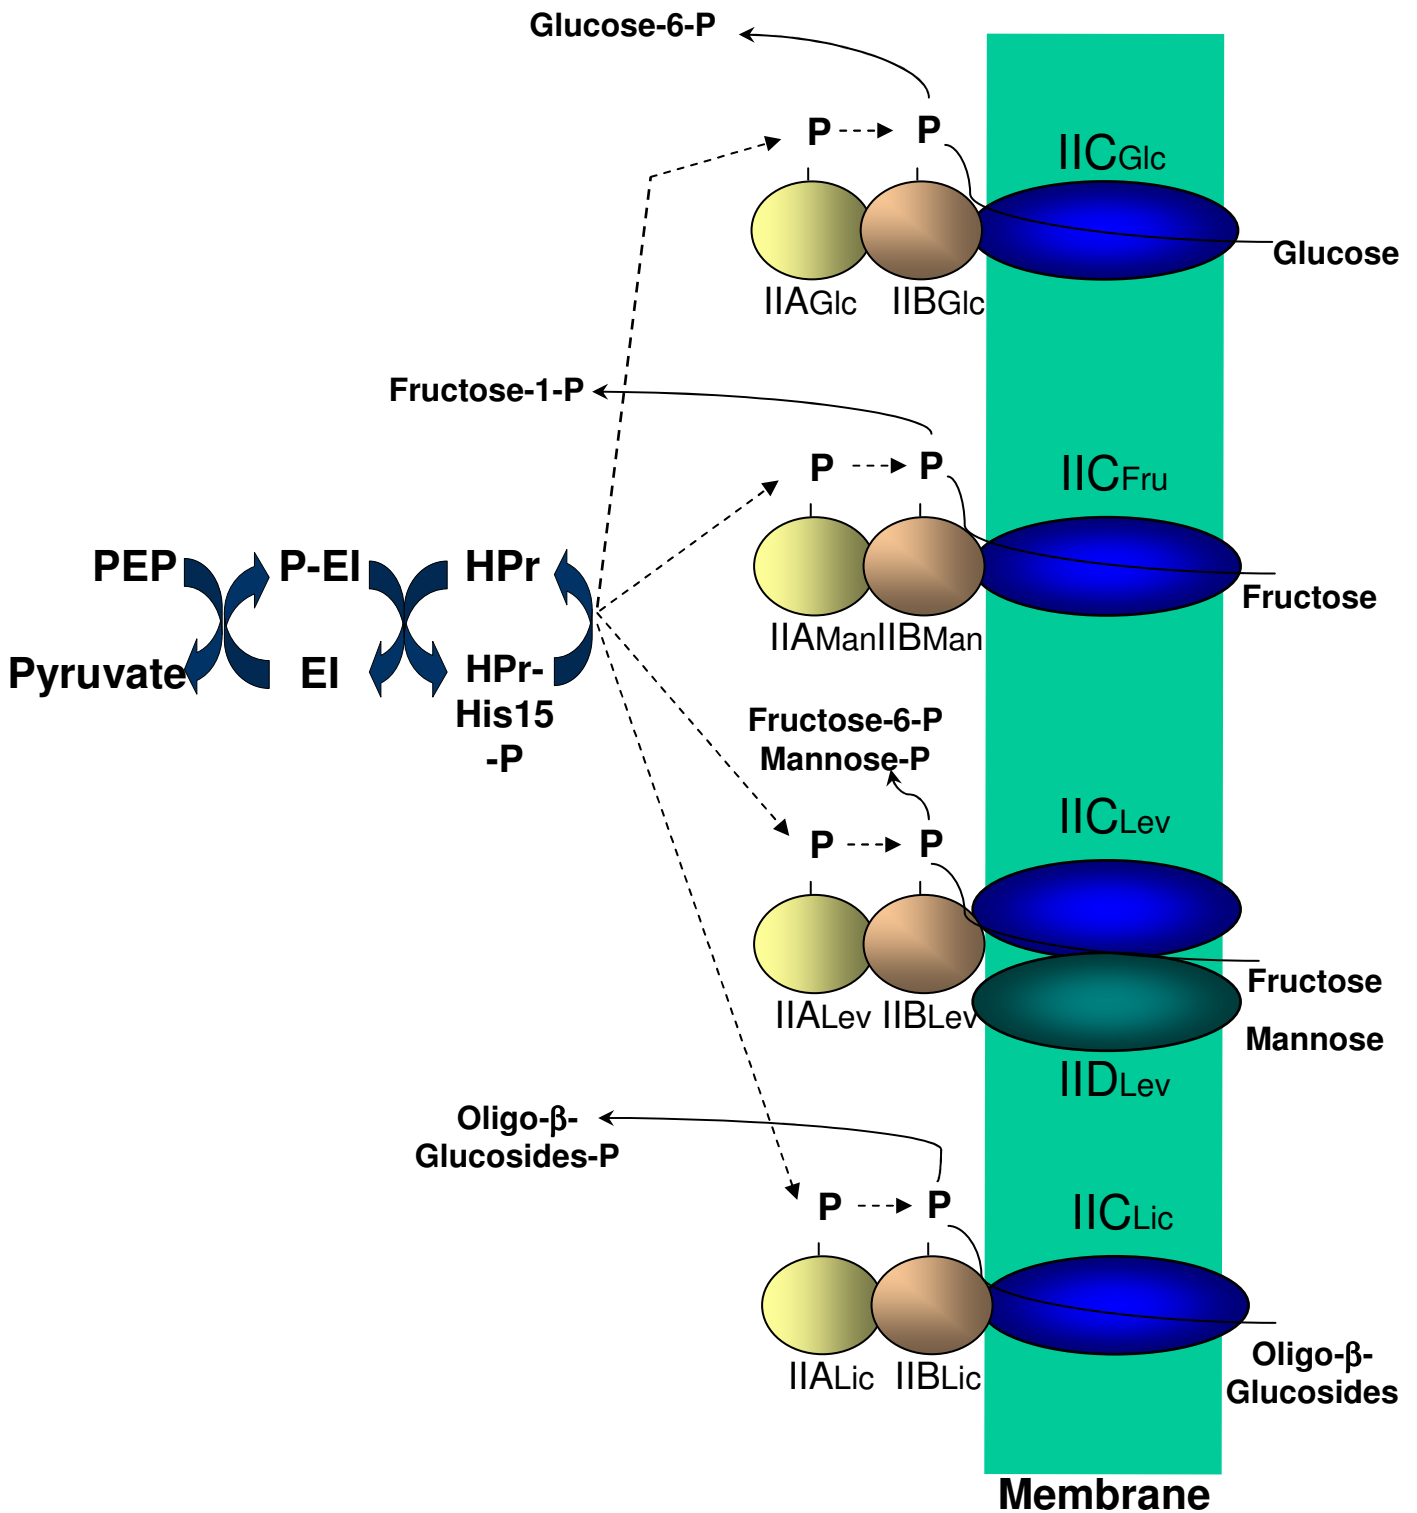 Glucose-6-P
P
P
IICGlc
Glucose
IIAGlc
IIBGlc
Fructose-1-P
P
P
IICFru
Fructose
IIAMan
IIBMan
PEP
P-EI
HPr
Pyruvate
EI
HPr-
His15
-P
Fructose-6-P
Mannose-P
P
P
IICLev
Fructose
Mannose
IIALev
IIBLev
IIDLev
Oligo-β-
Glucosides-P
P
P
IICLic
Oligo-β-
Glucosides
IIALic
IIBLic
Membrane